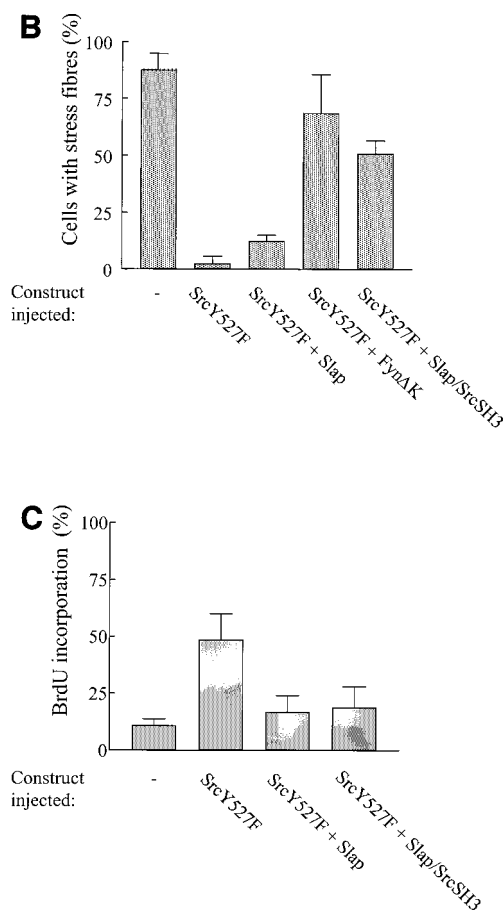 B
Cells with stress fibres (%)
100
75
50
25
0
Construct
injected:
-
SrcY527F
SrcY527F + Slap
SrcY527F + FynΔK
SrcY527F + Slap/SrcSH3
C
BrdU incorporation (%)
100
75
50
25
0
Construct
injected:
-
SrcY527F
SrcY527F + Slap
SrcY527F + Slap/SrcSH3